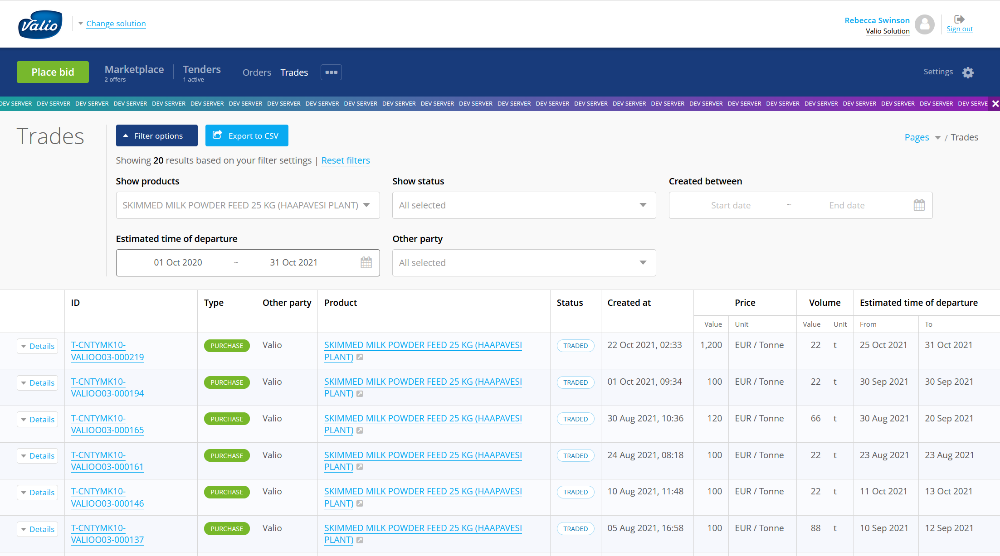 Valio
Change solution
Rebecca Swinson
Valio Solution
Sign out
Place bid
Marketplace
2 offers
Tenders
1 active
Orders
Trades
Settings
DEV SERVER DEV SERVER DEV SERVER DEV SERVER DEV SERVER DEV SERVER DEV SERVER DEV SERVER DEV SERVER DEV SERVER DEV SERVER DEV SERVER DEV SERVER DEV SERVER DEV SERVER DEV SERVER DEV SERVER DEV SERVER DEV SERVER DEV SERVER DEV SERVER DEV SERVER DEV SERVER DEV SERVER DEV SERVER DEV SERVE
Trades
Filter options
Export to CSV
Pages / Trades
Showing 20 results based on your filter settings | Reset filters
Show products
Show status
Created between
SKIMMED MILK POWDER FEED 25 KG (HAAPAVESI PLANT)
All selected
Start date ~ End date
Estimated time of departure
Other party
01 Oct 2020 ~ 31 Oct 2021
All selected
ID Type Other party Product Status Created at Price Volume Estimated time of departure
Value Unit Value Unit From To
Details T-CNTYMK10- PURCHASE Valio SKIMMED MILK POWDER FEED 25 KG (HAAPAVESI TRADED 22 Oct 2021, 02:33 1,200 EUR / Tonne 22 t 25 Oct 2021 31 Oct 2021
VALIOO03-000219 PLANT)
Details T-CNTYMK10- PURCHASE Valio SKIMMED MILK POWDER FEED 25 KG (HAAPAVESI TRADED 01 Oct 2021, 09:34 100 EUR / Tonne 22 t 30 Sep 2021 30 Sep 2021
VALIOO03-000194 PLANT)
Details T-CNTYMK10- PURCHASE Valio SKIMMED MILK POWDER FEED 25 KG (HAAPAVESI TRADED 30 Aug 2021, 10:36 120 EUR / Tonne 66 t 30 Aug 2021 20 Sep 2021
VALIOO03-000165 PLANT)
Details T-CNTYMK10- PURCHASE Valio SKIMMED MILK POWDER FEED 25 KG (HAAPAVESI TRADED 24 Aug 2021, 08:18 100 EUR / Tonne 22 t 23 Aug 2021 23 Aug 2021
VALIOO03-000161 PLANT)
Details T-CNTYMK10- PURCHASE Valio SKIMMED MILK POWDER FEED 25 KG (HAAPAVESI TRADED 10 Aug 2021, 11:48 100 EUR / Tonne 22 t 11 Oct 2021 13 Oct 2021
VALIOO03-000146 PLANT)
Details T-CNTYMK10- PURCHASE Valio SKIMMED MILK POWDER FEED 25 KG (HAAPAVESI TRADED 05 Aug 2021, 16:58 100 EUR / Tonne 88 t 10 Sep 2021 12 Sep 2021
VALIOO03-000137 PLANT)